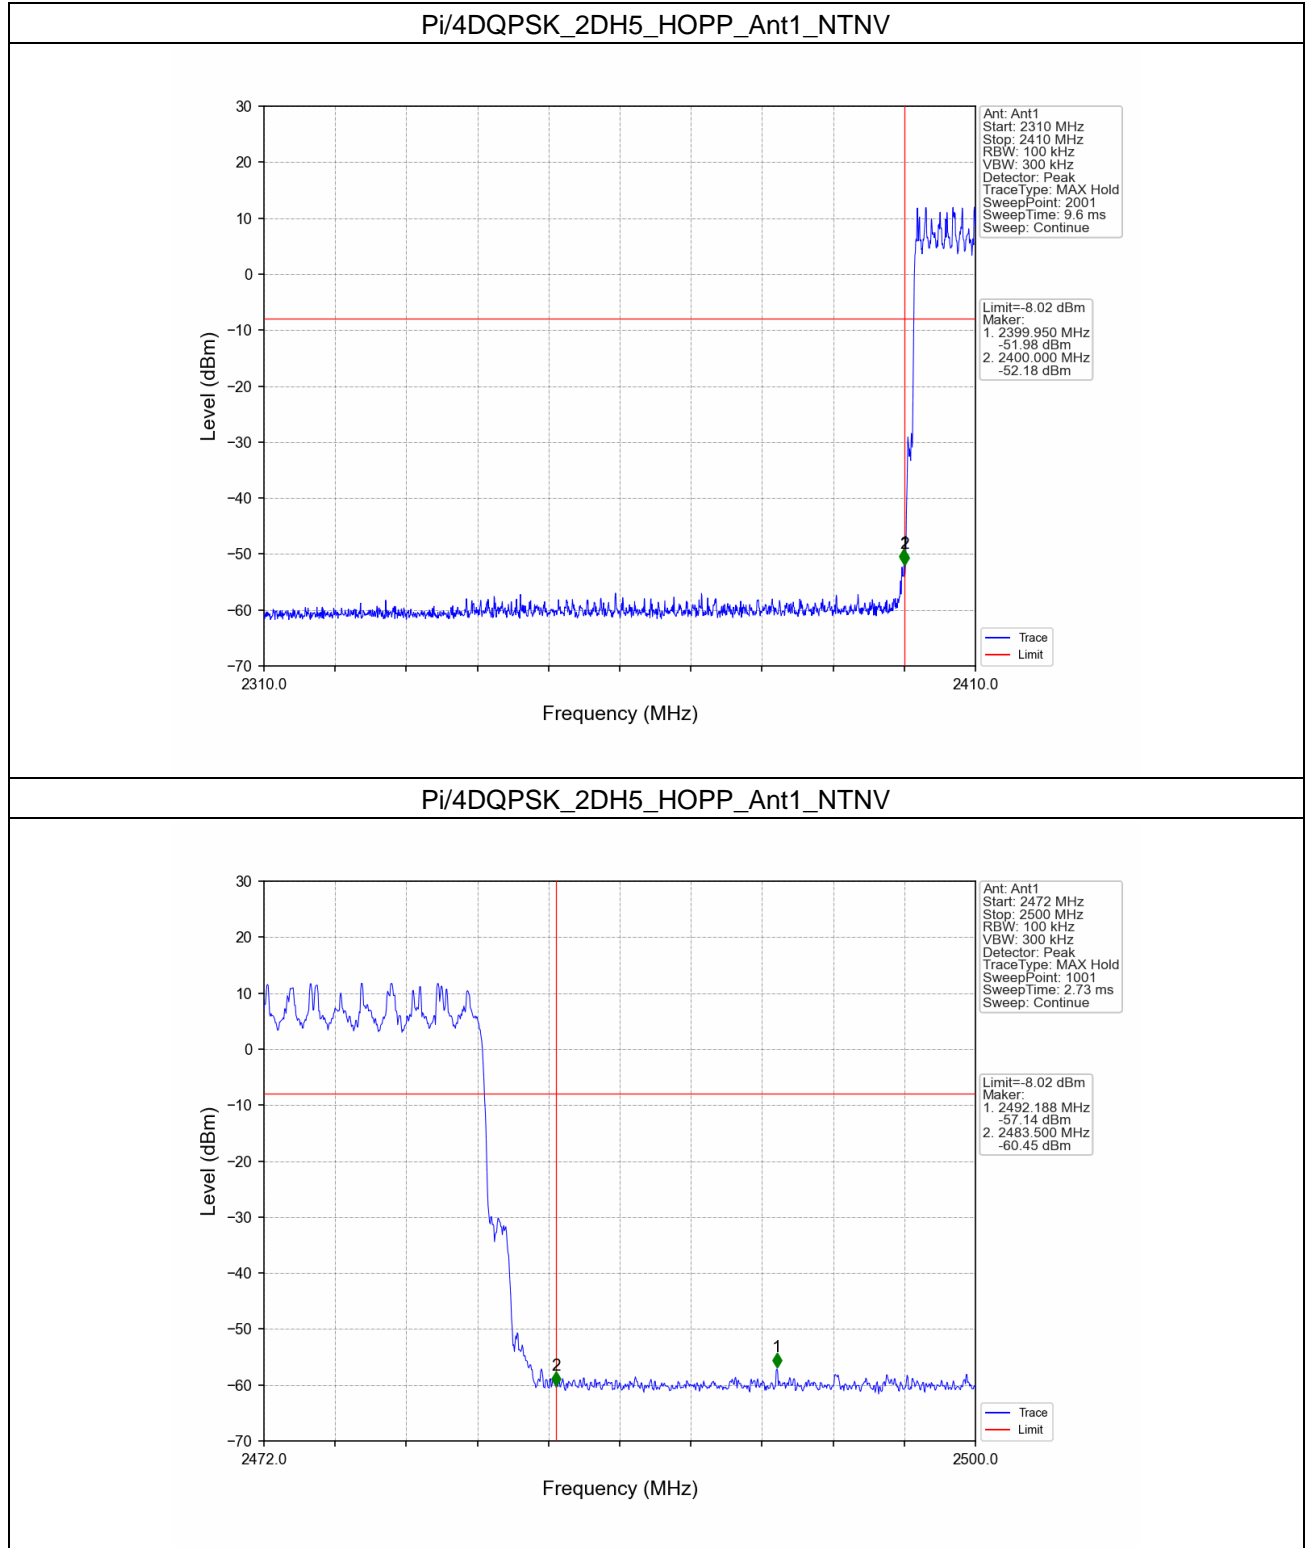 Pi/4DQPSK_2DH5_HOPP_Ant1_NTNV
30
20
10
0
−10
−20
−30
−40
−50
−60
−70
Level (dBm)
2310.0
2410.0
Frequency (MHz)
2
Ant: Ant1
Start: 2310 MHz
Stop: 2410 MHz
RBW: 100 kHz
VBW: 300 kHz
Detector: Peak
TraceType: MAX Hold
SweepPoint: 2001
SweepTime: 9.6 ms
Sweep: Continue
Limit=-8.02 dBm
Maker:
1. 2399.950 MHz
-51.98 dBm
2. 2400.000 MHz
-52.18 dBm
Trace
Limit
Pi/4DQPSK_2DH5_HOPP_Ant1_NTNV
30
20
10
0
−10
−20
−30
−40
−50
−60
−70
Level (dBm)
2472.0
2500.0
Frequency (MHz)
2
1
Ant: Ant1
Start: 2472 MHz
Stop: 2500 MHz
RBW: 100 kHz
VBW: 300 kHz
Detector: Peak
TraceType: MAX Hold
SweepPoint: 1001
SweepTime: 2.73 ms
Sweep: Continue
Limit=-8.02 dBm
Maker:
1. 2492.188 MHz
-57.14 dBm
2. 2483.500 MHz
-60.45 dBm
Trace
Limit